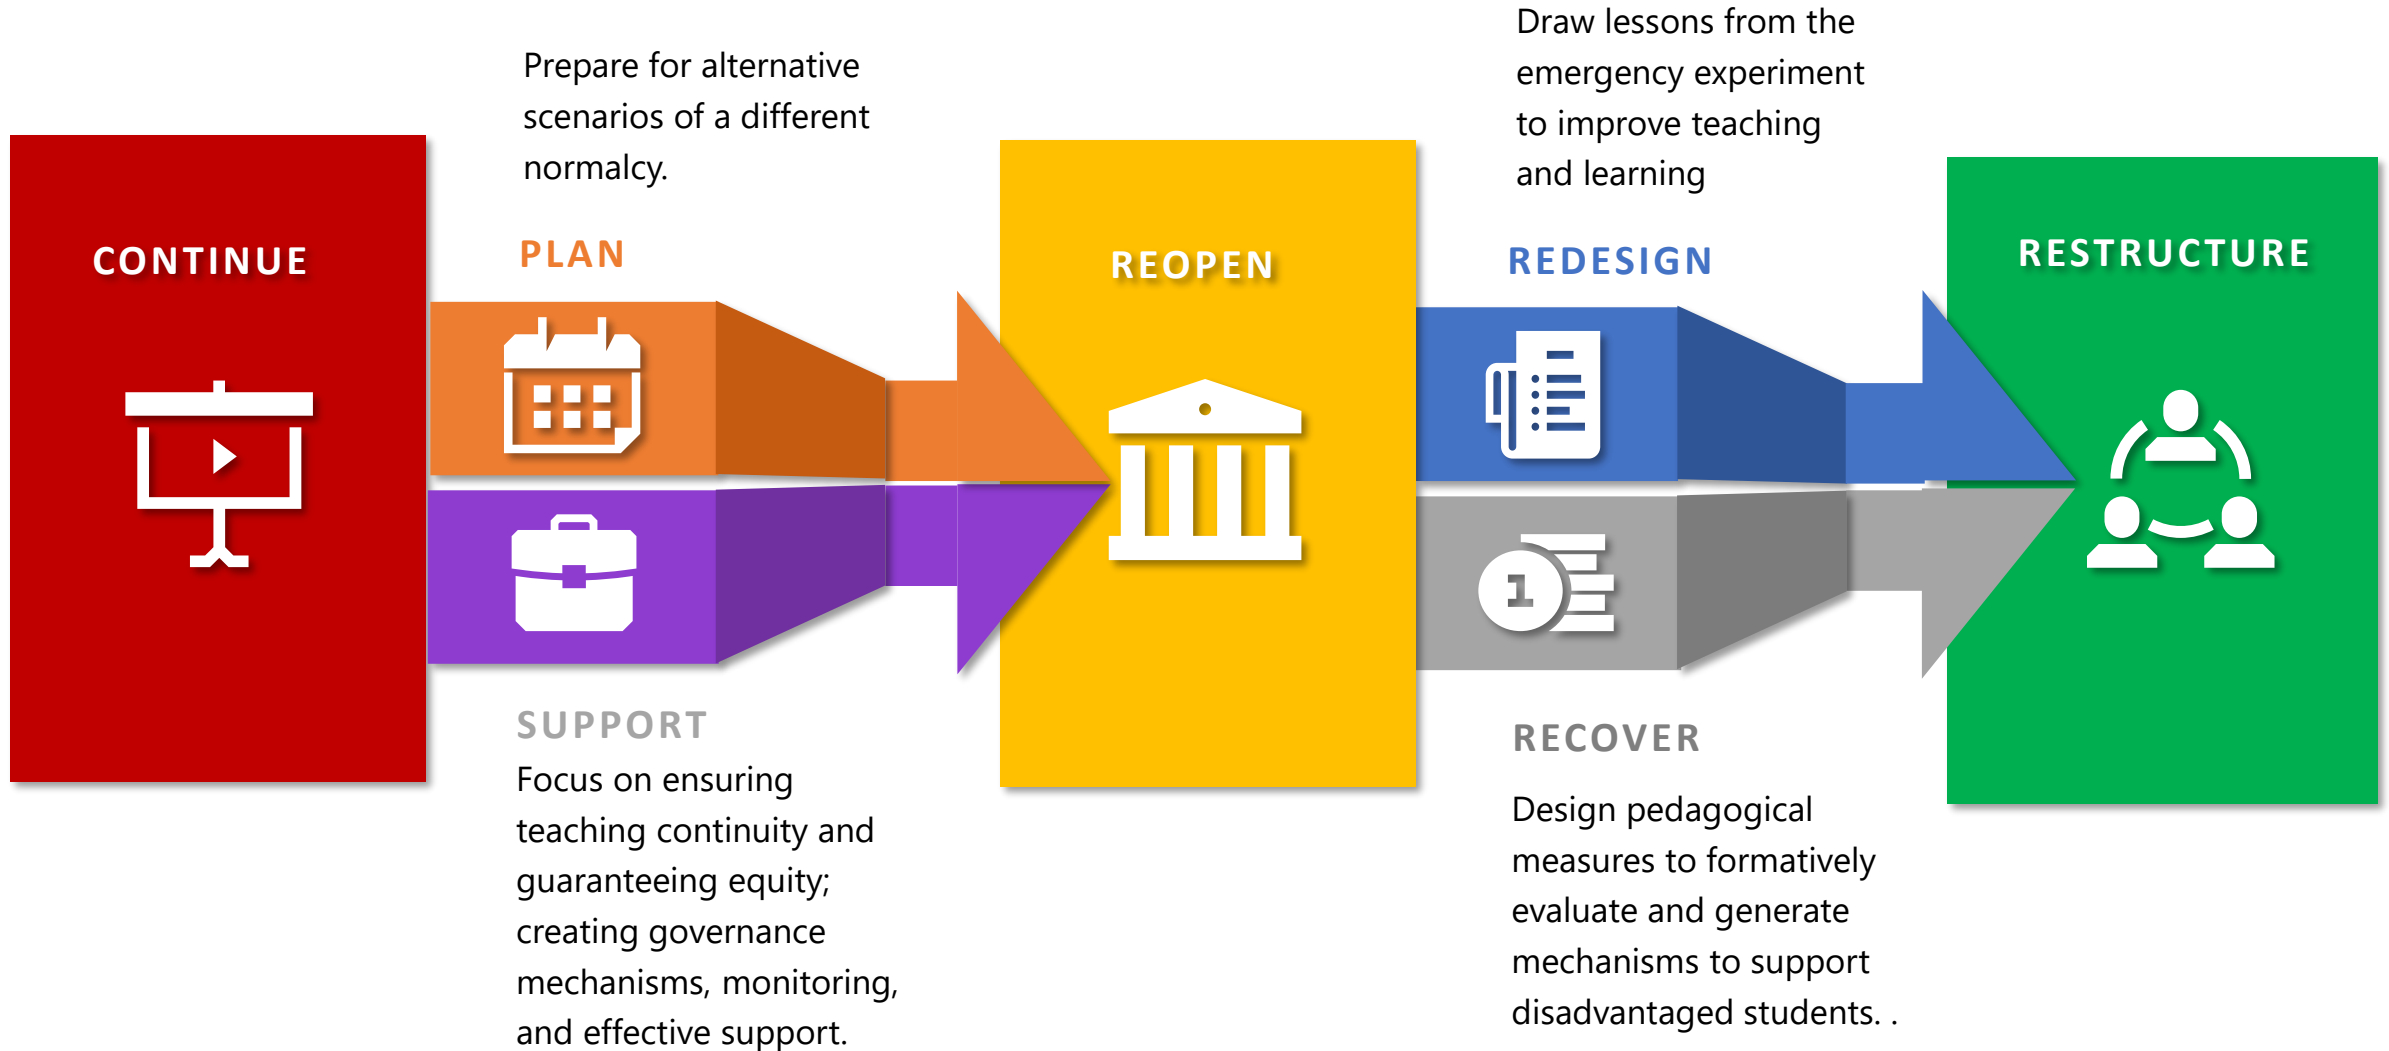 CONTINUE
Prepare for alternative
scenarios of a different
normalcy.
PLAN
SUPPORT
Focus on ensuring
teaching continuity and
guaranteeing equity;
creating governance
mechanisms, monitoring,
and effective support.
REOPEN
Draw lessons from the
emergency experiment
to improve teaching
and learning
REDESIGN
1
RECOVER
Design pedagogical
measures to formatively
evaluate and generate
mechanisms to support
disadvantaged students. .
RESTRUCTURE